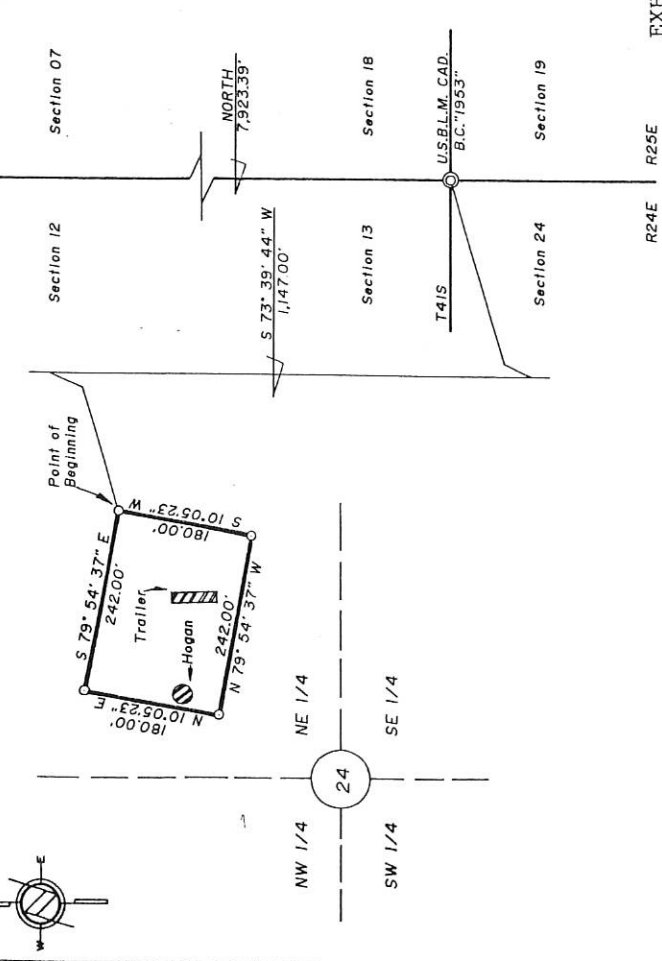 W
E
Section 12
Section 07
NORTH
7,923.39'
S 73° 39' 44" W
1,147.00'
Section 13
Section 18
T41S
U.S.B.L.M. CAD.
B.C. "1953"
Section 24
Section 19
R24E
R25E
Point of
Beginning
S 79° 54' 37" E
242.00'
S 10°05'23" W
180.00'
N 79° 54' 37" W
242.00'
N 10°05'23" E
180.00'
Trailer
Hogan
NW 1/4
NE 1/4
24
SW 1/4
SE 1/4
EXH